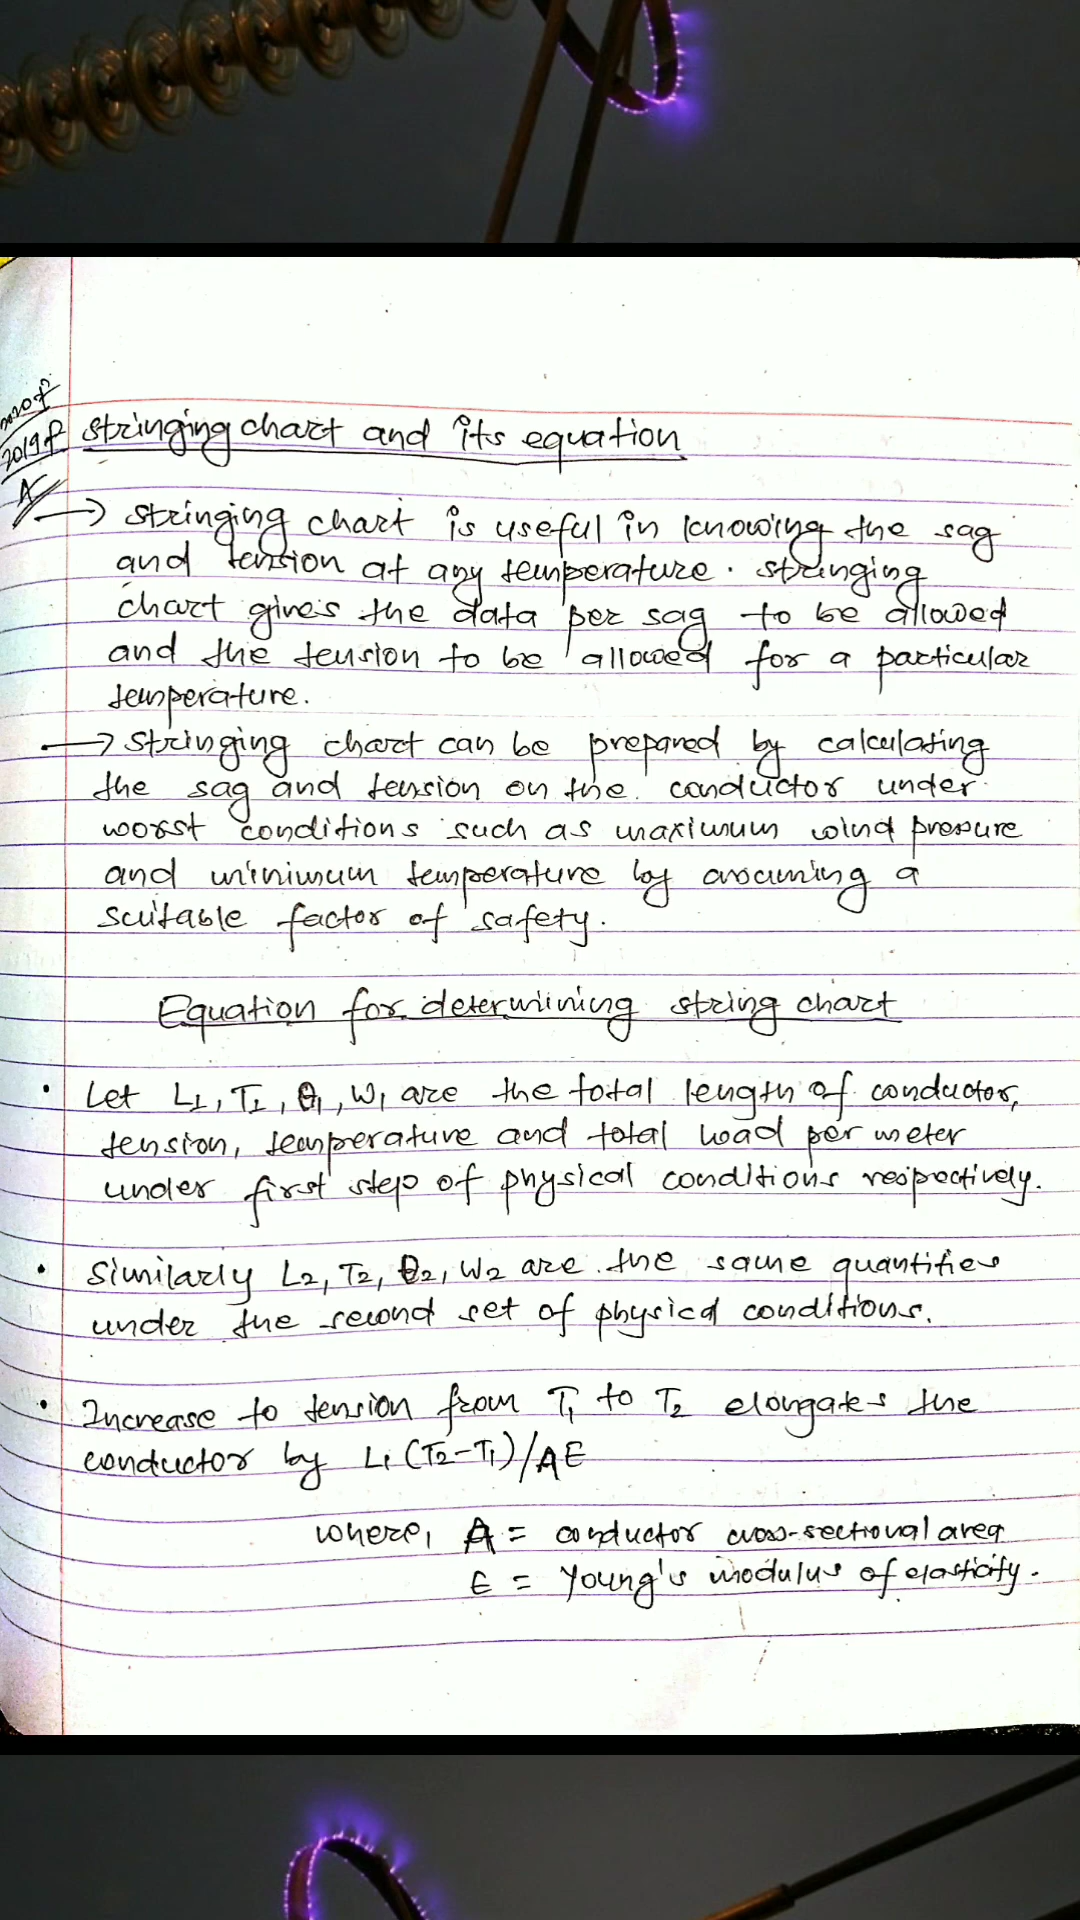 2020f
2019f
A
Stringing chart and its equation
→ Stringing chart is useful in knowing the sag
and tension at any temperature. stringing
chart gives the data per sag to be allowed
and the tension to be allowed for a particular
temperature.
→ Stringing chart can be prepared by calculating
the sag and tension on the conductor under
worst conditions such as maximum wind pressure
and minimum temperature by assuming a
suitable factor of safety.
Equation for determining string chart
• Let L1, T1, θ1, W1 are the total length of conductor,
tension, temperature and total load per meter
under first step of physical conditions respectively.
• Similarly L2, T2, θ2, W2 are the same quantities
under the second set of physical conditions.
• Increase to tension from T1 to T2 elongates the
conductor by L1 (T2-T1)/AE
where, A = conductor cross-sectional area
E = Young's modulus of elasticity.